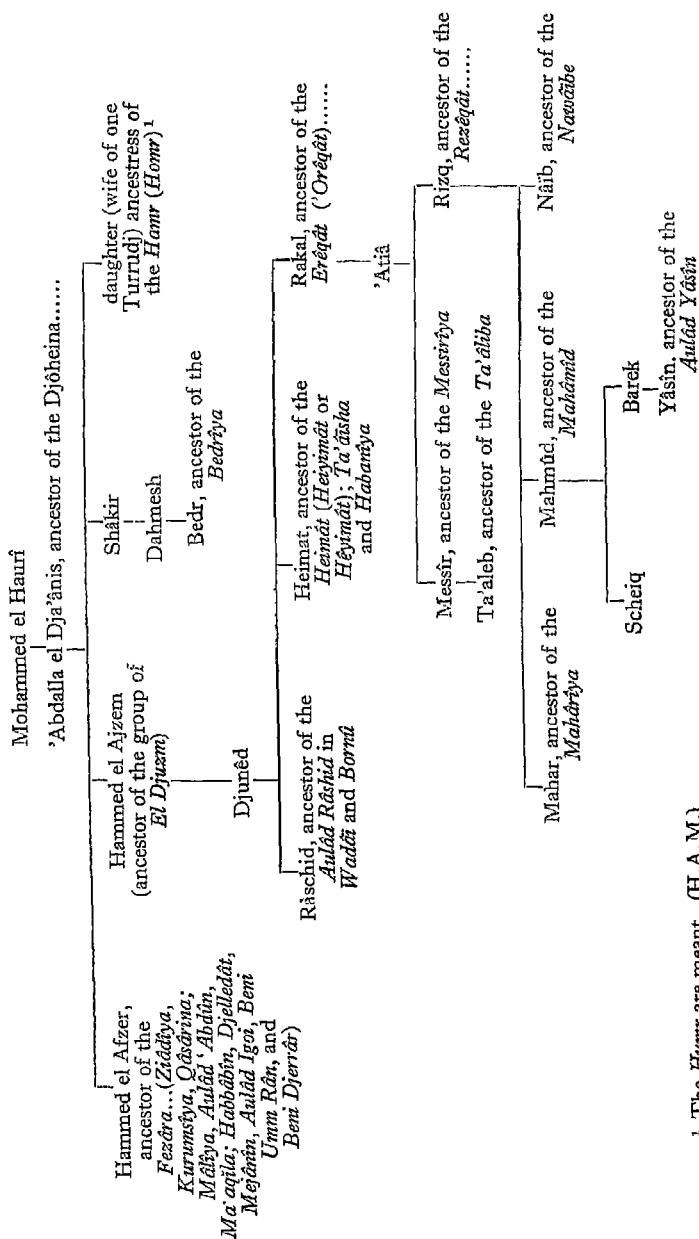 Mohammed el Haurî
'Abdalla el Dja'ânis, ancestor of the Djôheina......
Hammed el Afzer,
ancestor of the
Fezâra...(Ziâdîya,
Kurumsîya, Qâsârina;
Mâlîya, Aulâd 'Abdûn,
Ma'aqîla; Habbâbîn, Djelledât,
Mejânîn, Aulâd Igoi, Beni
Umm Rân, and
Beni Djerrâr)
Hammed el Ajzem
(ancestor of the group of
El Djuzm)
Shâkir
Dahmesh
Bedr, ancestor of the
Bedrîya
daughter (wife of one
Turrudj) ancestress of
the Hamr (Homr)¹
Djunêd
Râschid, ancestor of the
Aulâd Râshid in
Wadâi and Bornû
Heimat, ancestor of the
Heimât (Heiyimât or
Hêyimât); Ta'âïsha
and Habanîya
Rakal, ancestor of the
Erêqât ('Orêqât)......
'Atiâ
Messîr, ancestor of the Messirîya
Ta'aleb, ancestor of the Ta'âliba
Rizq, ancestor of the
Rezêqât......
Mahar, ancestor of the
Mahârîya
Mahmûd, ancestor of the
Mahâmîd
Nâïb, ancestor of the
Nawâïbe
Scheiq
Barek
Yâsîn, ancestor of the
Aulâd Yâsîn
¹ The Humr are meant. (H.A.M.)